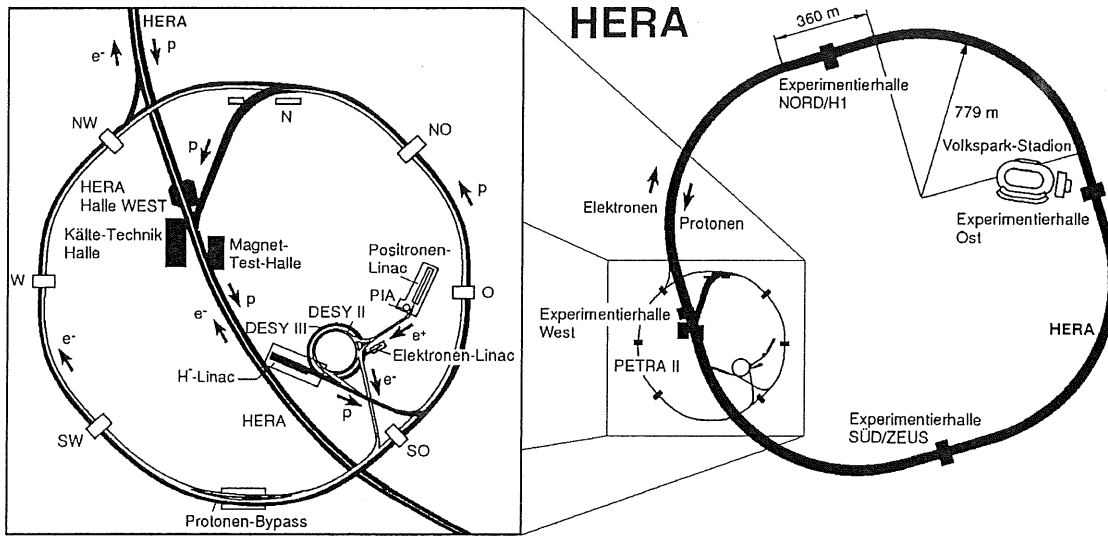 HERA
e-
p
NW
N
NO
p
p
HERA
Halle WEST
Kälte-Technik
Halle
Magnet-
Test-Halle
Positronen-
Linac
W
PIA
O
p
e-
DESY II
DESY III
e+
Elektronen-Linac
H--Linac
e-
p
e-
HERA
SW
SO
Protonen-Bypass
HERA
360 m
Experimentierhalle
NORD/H1
779 m
Volkspark-Stadion
Elektronen
Protonen
Experimentierhalle
Ost
Experimentierhalle
West
HERA
PETRA II
Experimentierhalle
SÜD/ZEUS